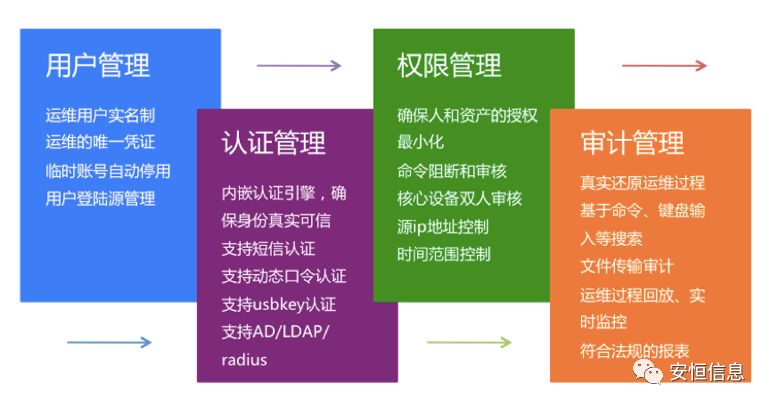 用户管理
运维用户实名制
运维的唯一凭证
临时账号自动停用
用户登陆源管理
认证管理
内嵌认证引擎，确
保身份真实可信
支持短信认证
支持动态口令认证
支持usbkey认证
支持AD/LDAP/
radius
权限管理
确保人和资产的授权
最小化
命令阻断和审核
核心设备双人审核
源ip地址控制
时间范围控制
审计管理
真实还原运维过程
基于命令、键盘输
入等搜索
文件传输审计
运维过程回放、实
时监控
符合法规的报表
安恒信息